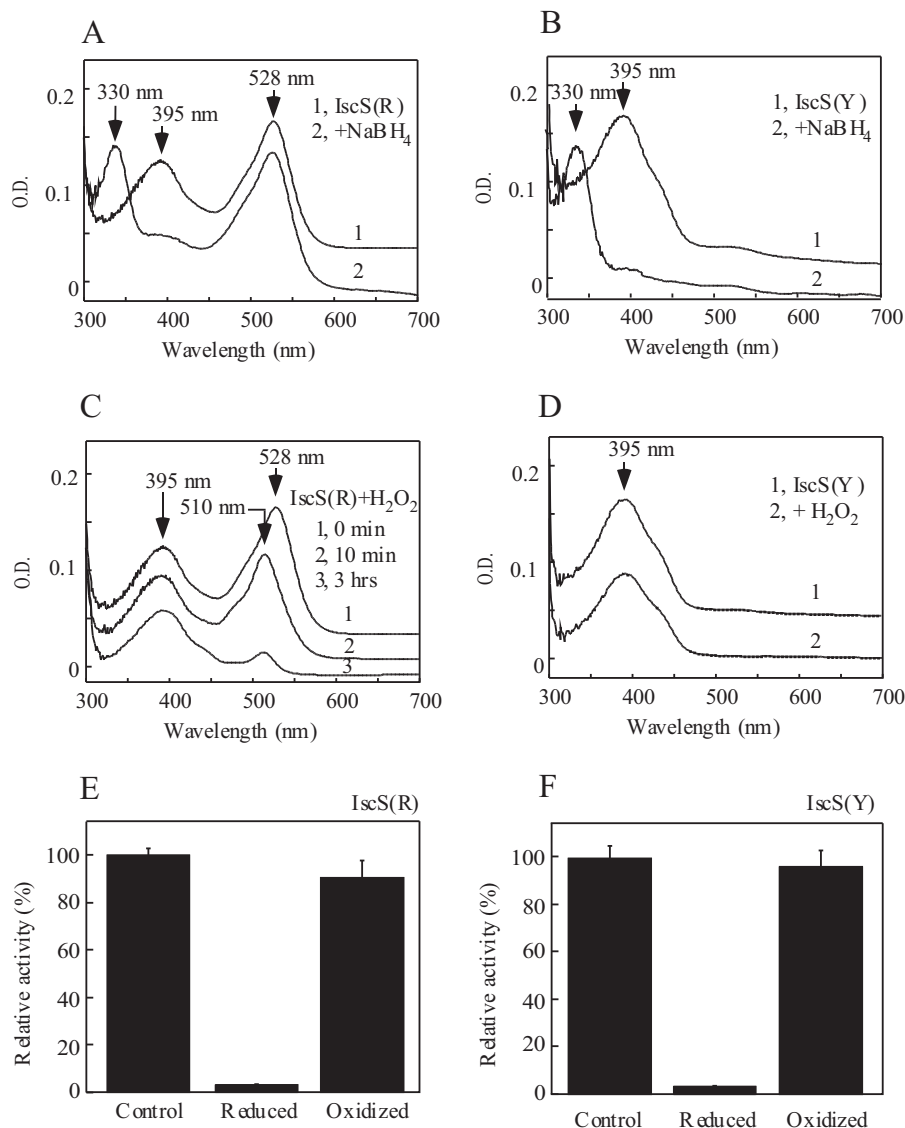 A
528 nm
330 nm
395 nm
1, IscS(R)
2, +NaBH4
0.2
0.1
0
O.D.
1
2
300 400 500 600 700
Wavelength (nm)
B
395 nm
330 nm
1, IscS(Y)
2, +NaBH4
0.2
0.1
0
O.D.
1
2
300 400 500 600 700
Wavelength (nm)
C
528 nm
395 nm
510 nm
IscS(R)+H2O2
1, 0 min
2, 10 min
3, 3 hrs
0.2
0.1
0
O.D.
1
2
3
300 400 500 600 700
Wavelength (nm)
D
395 nm
1, IscS(Y)
2, + H2O2
0.2
0.1
0
O.D.
1
2
300 400 500 600 700
Wavelength (nm)
E
IscS(R)
100
80
60
40
20
0
Relative activity (%)
Control Reduced Oxidized
F
IscS(Y)
100
80
60
40
20
0
Relative activity (%)
Control Reduced Oxidized